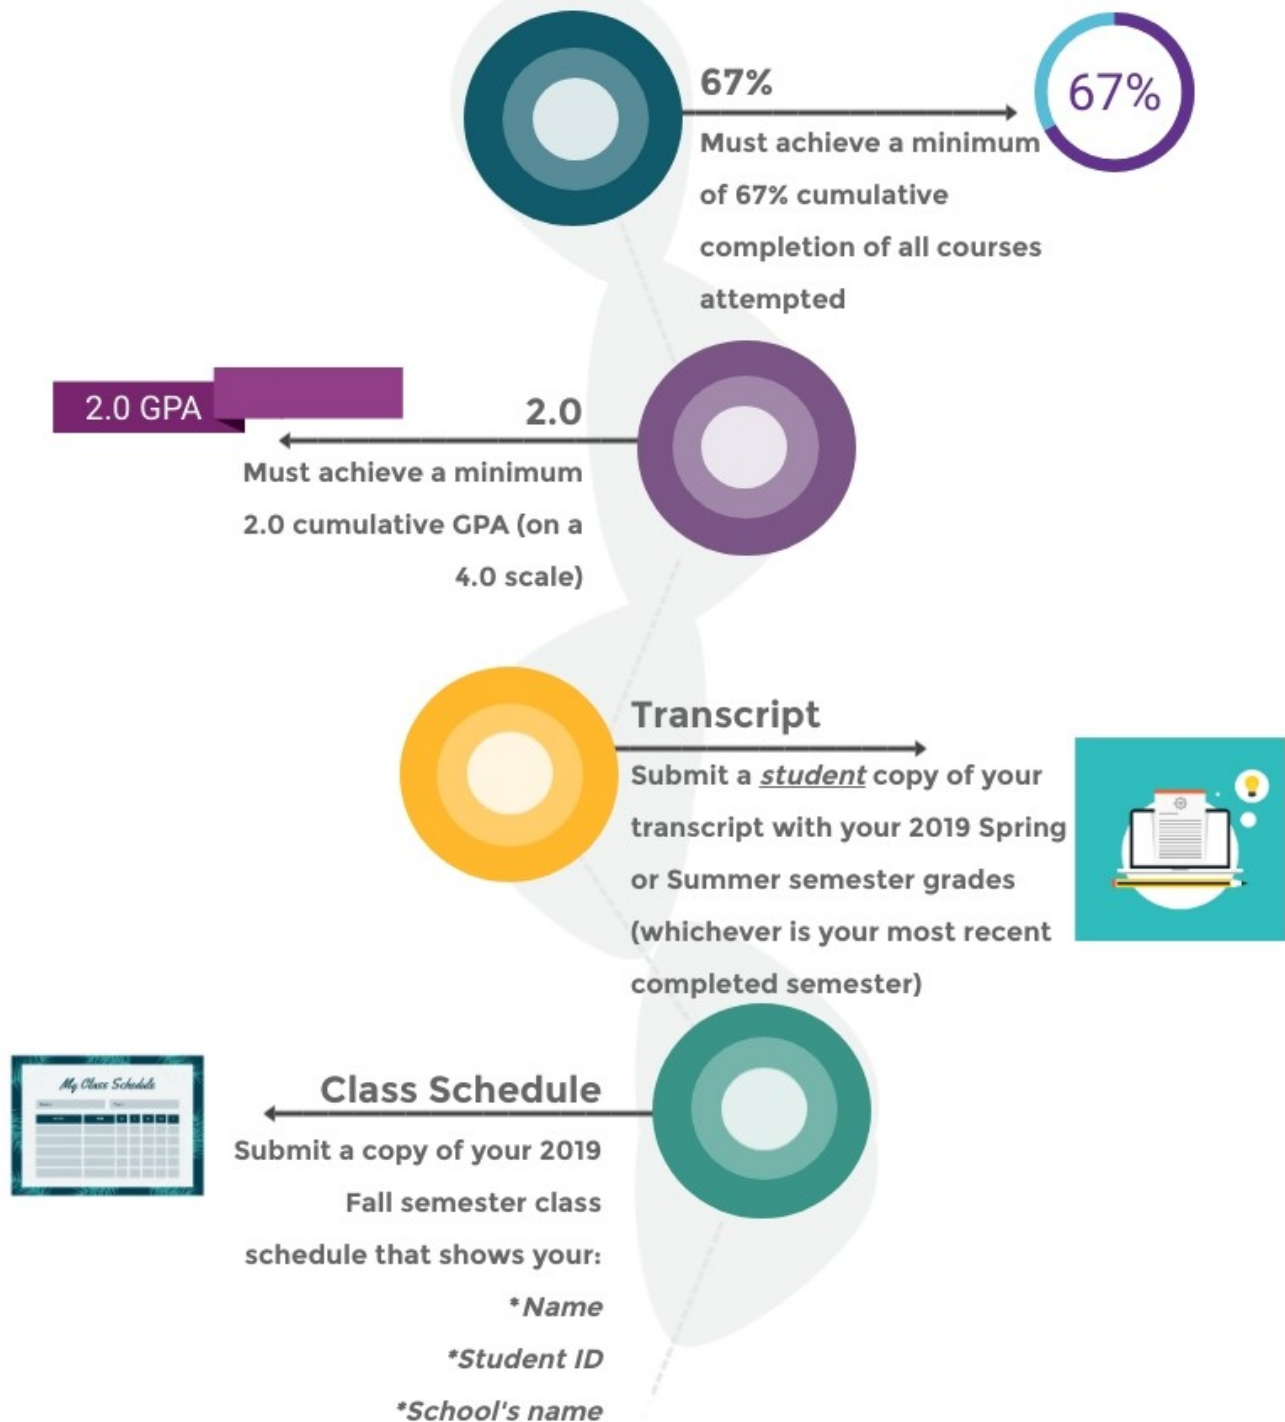 67%
67%
Must achieve a minimum
of 67% cumulative
completion of all courses
attempted
2.0 GPA
2.0
Must achieve a minimum
2.0 cumulative GPA (on a
4.0 scale)
Transcript
Submit a student copy of your
transcript with your 2019 Spring
or Summer semester grades
(whichever is your most recent
completed semester)
My Class Schedule
Class Schedule
Submit a copy of your 2019
Fall semester class
schedule that shows your:
*Name
*Student ID
*School's name